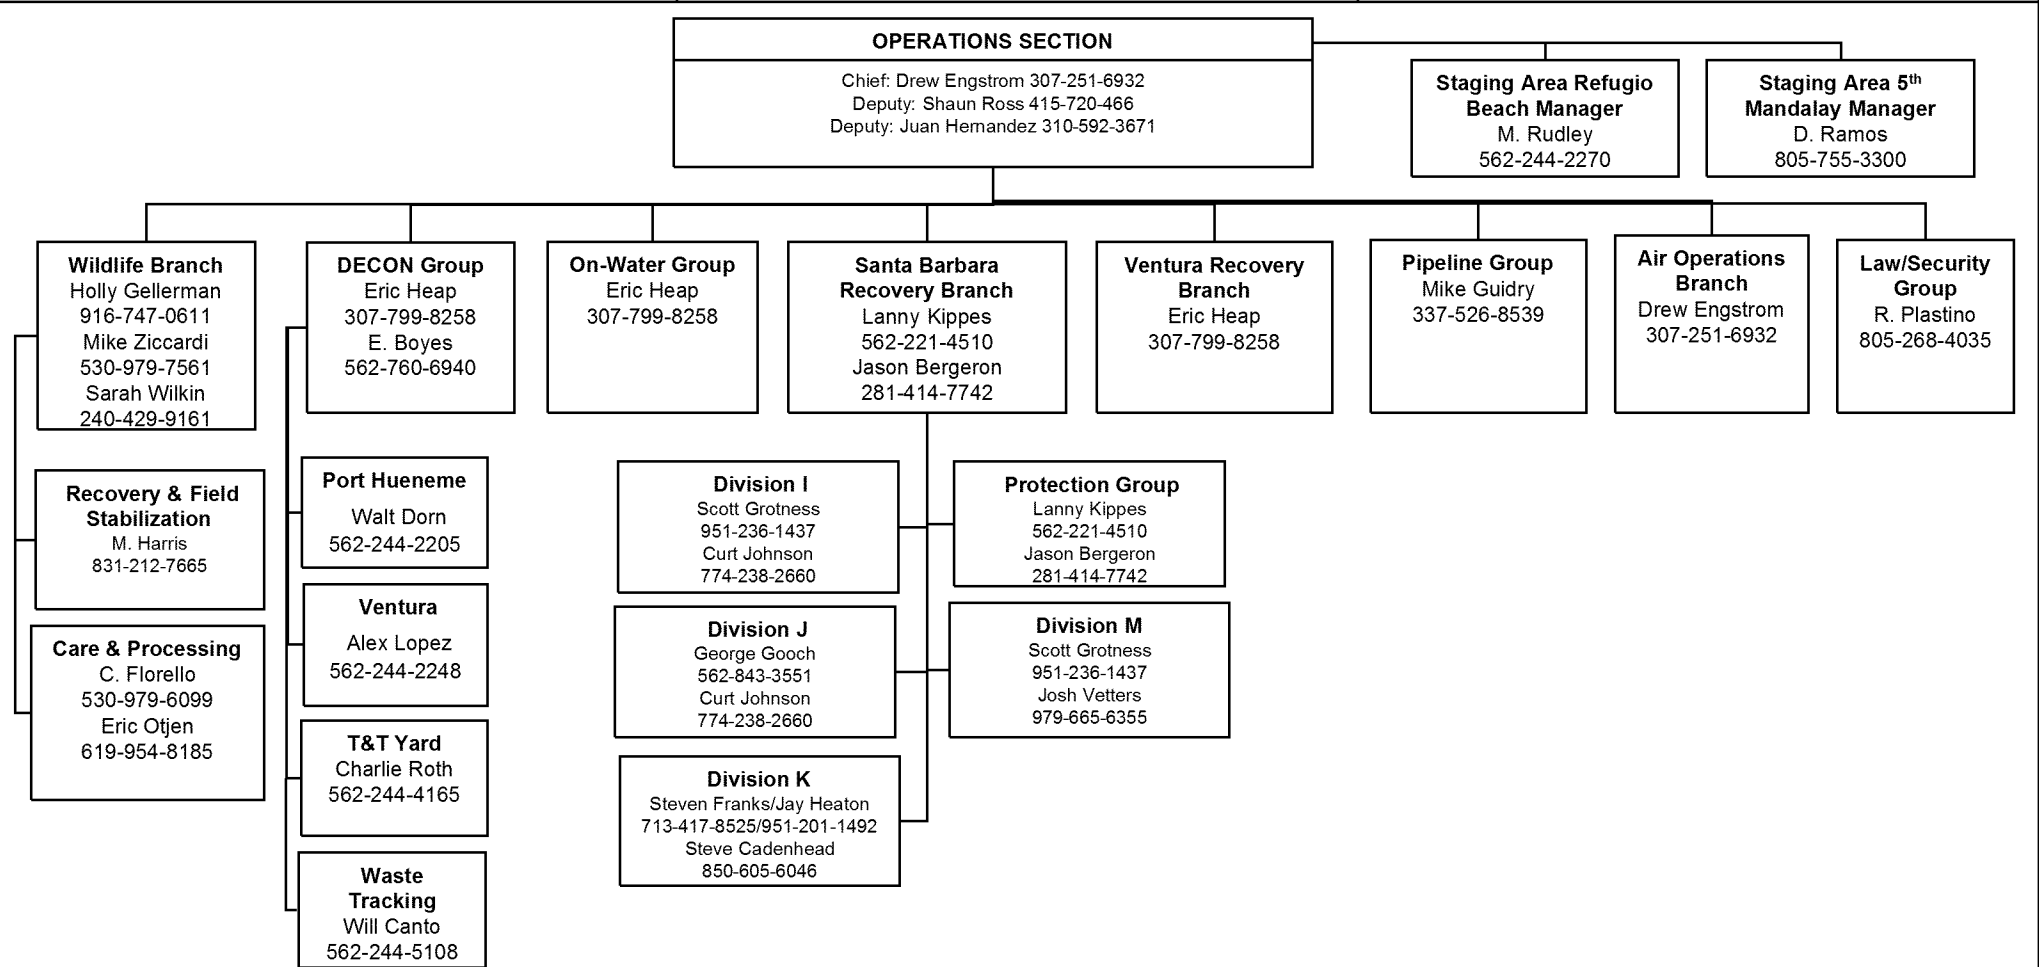 OPERATIONS SECTION
Chief: Drew Engstrom 307-251-6932
Deputy: Shaun Ross 415-720-466
Deputy: Juan Hernandez 310-592-3671
Staging Area Refugio
Beach Manager
M. Rudley
562-244-2270
Staging Area 5th
Mandalay Manager
D. Ramos
805-755-3300
Wildlife Branch
Holly Gellerman
916-747-0611
Mike Ziccardi
530-979-7561
Sarah Wilkin
240-429-9161
DECON Group
Eric Heap
307-799-8258
E. Boyes
562-760-6940
On-Water Group
Eric Heap
307-799-8258
Santa Barbara
Recovery Branch
Lanny Kippes
562-221-4510
Jason Bergeron
281-414-7742
Ventura Recovery
Branch
Eric Heap
307-799-8258
Pipeline Group
Mike Guidry
337-526-8539
Air Operations
Branch
Drew Engstrom
307-251-6932
Law/Security
Group
R. Plastino
805-268-4035
Recovery & Field
Stabilization
M. Harris
831-212-7665
Care & Processing
C. Florello
530-979-6099
Eric Otjen
619-954-8185
Port Hueneme
Walt Dorn
562-244-2205
Ventura
Alex Lopez
562-244-2248
T&T Yard
Charlie Roth
562-244-4165
Waste
Tracking
Will Canto
562-244-5108
Division I
Scott Grotness
951-236-1437
Curt Johnson
774-238-2660
Protection Group
Lanny Kippes
562-221-4510
Jason Bergeron
281-414-7742
Division J
George Gooch
562-843-3551
Curt Johnson
774-238-2660
Division M
Scott Grotness
951-236-1437
Josh Vetters
979-665-6355
Division K
Steven Franks/Jay Heaton
713-417-8525/951-201-1492
Steve Cadenhead
850-605-6046